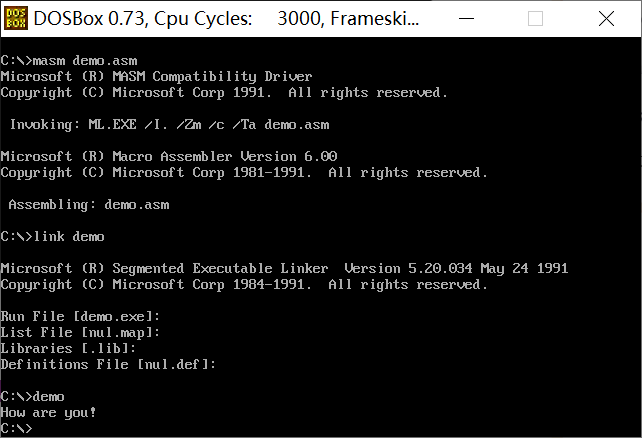 DOS BOX
DOSBox 0.73, Cpu Cycles: 3000, Frameski...
C:\>masm demo.asm
Microsoft (R) MASM Compatibility Driver
Copyright (C) Microsoft Corp 1991.  All rights reserved.
Invoking: ML.EXE /I. /Zm /c /Ta demo.asm
Microsoft (R) Macro Assembler Version 6.00
Copyright (C) Microsoft Corp 1981-1991.  All rights reserved.
Assembling: demo.asm
C:\>link demo
Microsoft (R) Segmented Executable Linker  Version 5.20.034 May 24 1991
Copyright (C) Microsoft Corp 1984-1991.  All rights reserved.
Run File [demo.exe]:
List File [nul.map]:
Libraries [.lib]:
Definitions File [nul.def]:
C:\>demo
How are you!
C:\>